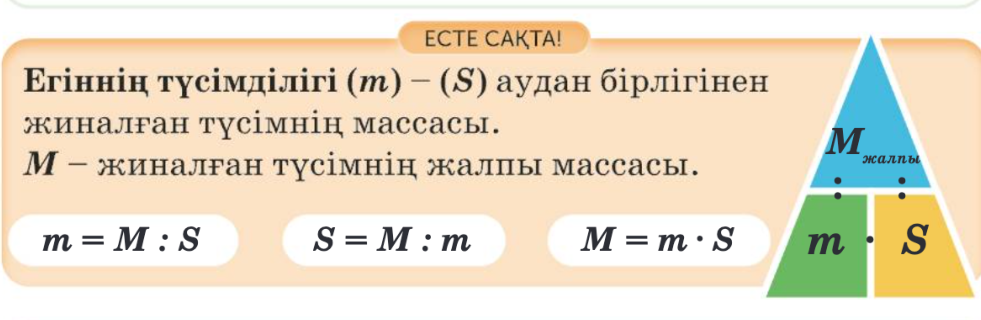 ЕСТЕ САҚТА!
Егіннің түсімділігі (m) – (S) аудан бірлігінен
жиналған түсімнің массасы.
M – жиналған түсімнің жалпы массасы.
m = M : S
S = M : m
M = m · S
M жалпы
: :
m · S